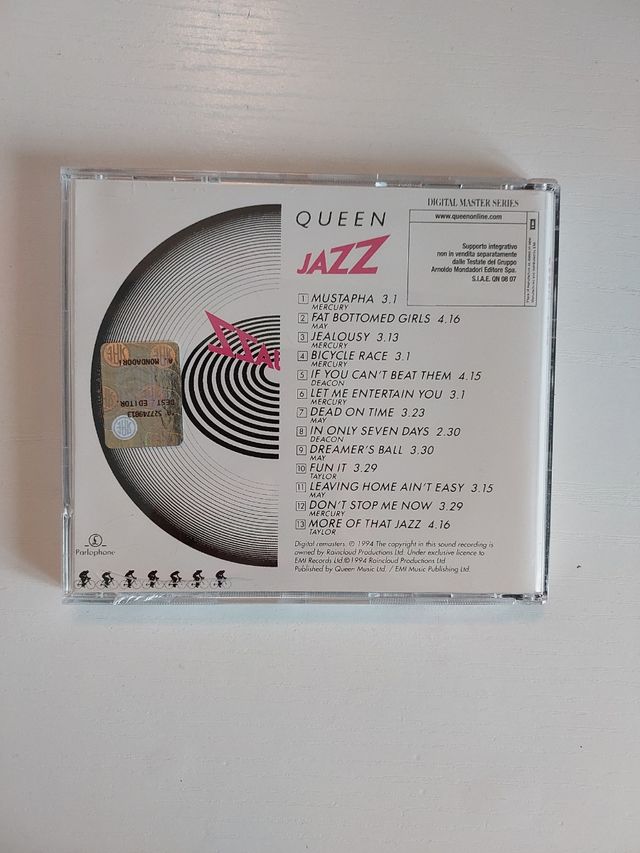 QUEEN
JAZZ
DIGITAL MASTER SERIES
www.queenonline.com
Supporto integrativo
non in vendita separatamente
dalle Testate del Gruppo
Arnoldo Mondadori Editore Spa.
S.I.A.E. QN 08 07
1 MUSTAPHA 3.1
MERCURY
2 FAT BOTTOMED GIRLS 4.16
MAY
3 JEALOUSY 3.13
MERCURY
4 BICYCLE RACE 3.1
MERCURY
5 IF YOU CAN'T BEAT THEM 4.15
DEACON
6 LET ME ENTERTAIN YOU 3.1
MERCURY
7 DEAD ON TIME 3.23
MAY
8 IN ONLY SEVEN DAYS 2.30
DEACON
9 DREAMER'S BALL 3.30
MAY
10 FUN IT 3.29
TAYLOR
11 LEAVING HOME AIN'T EASY 3.15
MAY
12 DON'T STOP ME NOW 3.29
MERCURY
13 MORE OF THAT JAZZ 4.16
TAYLOR
Digital remasters ℗ 1994 The copyright in this sound recording is
owned by Raincloud Productions Ltd. Under exclusive licence to
EMI Records Ltd © 1994 Raincloud Productions Ltd
Published by Queen Music Ltd. / EMI Music Publishing Ltd.
MONDADORI
DEST. EDITOR.
527749813
Parlophone